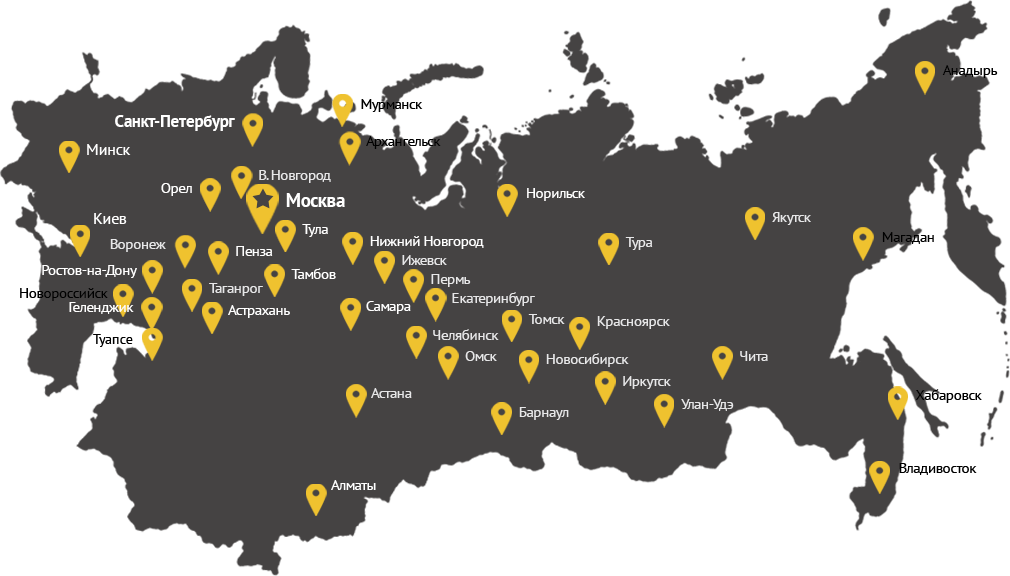 Анадырь
Мурманск
Санкт-Петербург
Архангельск
Минск
В. Новгород
Орел
Норильск
Москва
Киев
Якутск
Тула
Магадан
Воронеж
Нижний Новгород
Тура
Пенза
Ижевск
Ростов-на-Дону
Тамбов
Пермь
Таганрог
Новороссийск
Екатеринбург
Геленджик
Самара
Астрахань
Томск
Красноярск
Туапсе
Челябинск
Омск
Новосибирск
Чита
Иркутск
Астана
Хабаровск
Улан-Удэ
Барнаул
Владивосток
Алматы